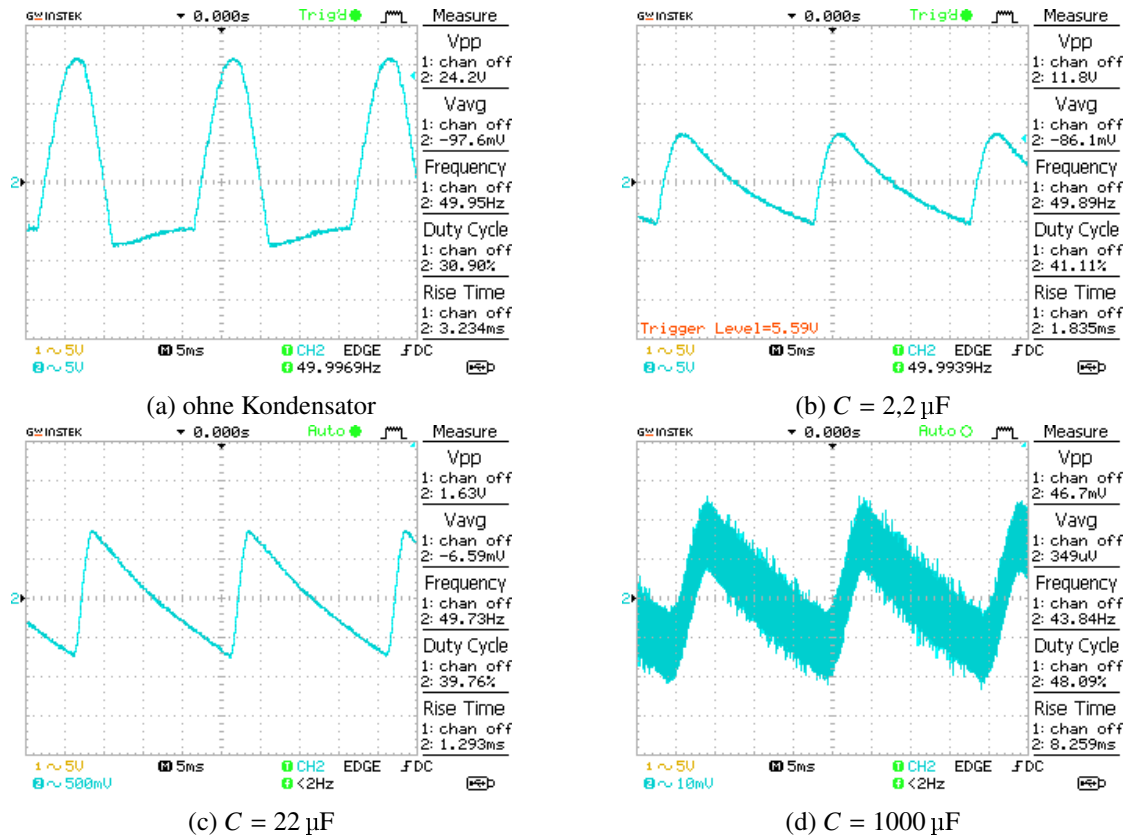 GWINSTEK 0.000s Trig'd Measure
Vpp
1: chan off
2: 24.2V
Vavg
1: chan off
2: -97.6mV
Frequency
1: chan off
2: 49.95Hz
Duty Cycle
1: chan off
2: 30.90%
Rise Time
1: chan off
2: 3.234ms
2
1 ~ 5V M 5ms T CH2 EDGE DC
2 ~ 5V f 49.9969Hz
(a) ohne Kondensator
GWINSTEK 0.000s Trig'd Measure
Vpp
1: chan off
2: 11.8V
Vavg
1: chan off
2: -86.1mV
Frequency
1: chan off
2: 49.89Hz
Duty Cycle
1: chan off
2: 41.11%
Rise Time
1: chan off
2: 1.835ms
2
Trigger Level=5.59V
1 ~ 5V M 5ms T CH2 EDGE DC
2 ~ 5V f 49.9939Hz
(b) C = 2,2 µF
GWINSTEK 0.000s Auto Measure
Vpp
1: chan off
2: 1.63V
Vavg
1: chan off
2: -6.59mV
Frequency
1: chan off
2: 49.73Hz
Duty Cycle
1: chan off
2: 39.76%
Rise Time
1: chan off
2: 1.293ms
2
1 ~ 5V M 5ms T CH2 EDGE DC
2 ~ 500mV f <2Hz
(c) C = 22 µF
GWINSTEK 0.000s Auto Measure
Vpp
1: chan off
2: 46.7mV
Vavg
1: chan off
2: 349uV
Frequency
1: chan off
2: 43.84Hz
Duty Cycle
1: chan off
2: 48.09%
Rise Time
1: chan off
2: 8.259ms
2
1 ~ 5V M 5ms T CH2 EDGE DC
2 ~ 10mV f <2Hz
(d) C = 1000 µF